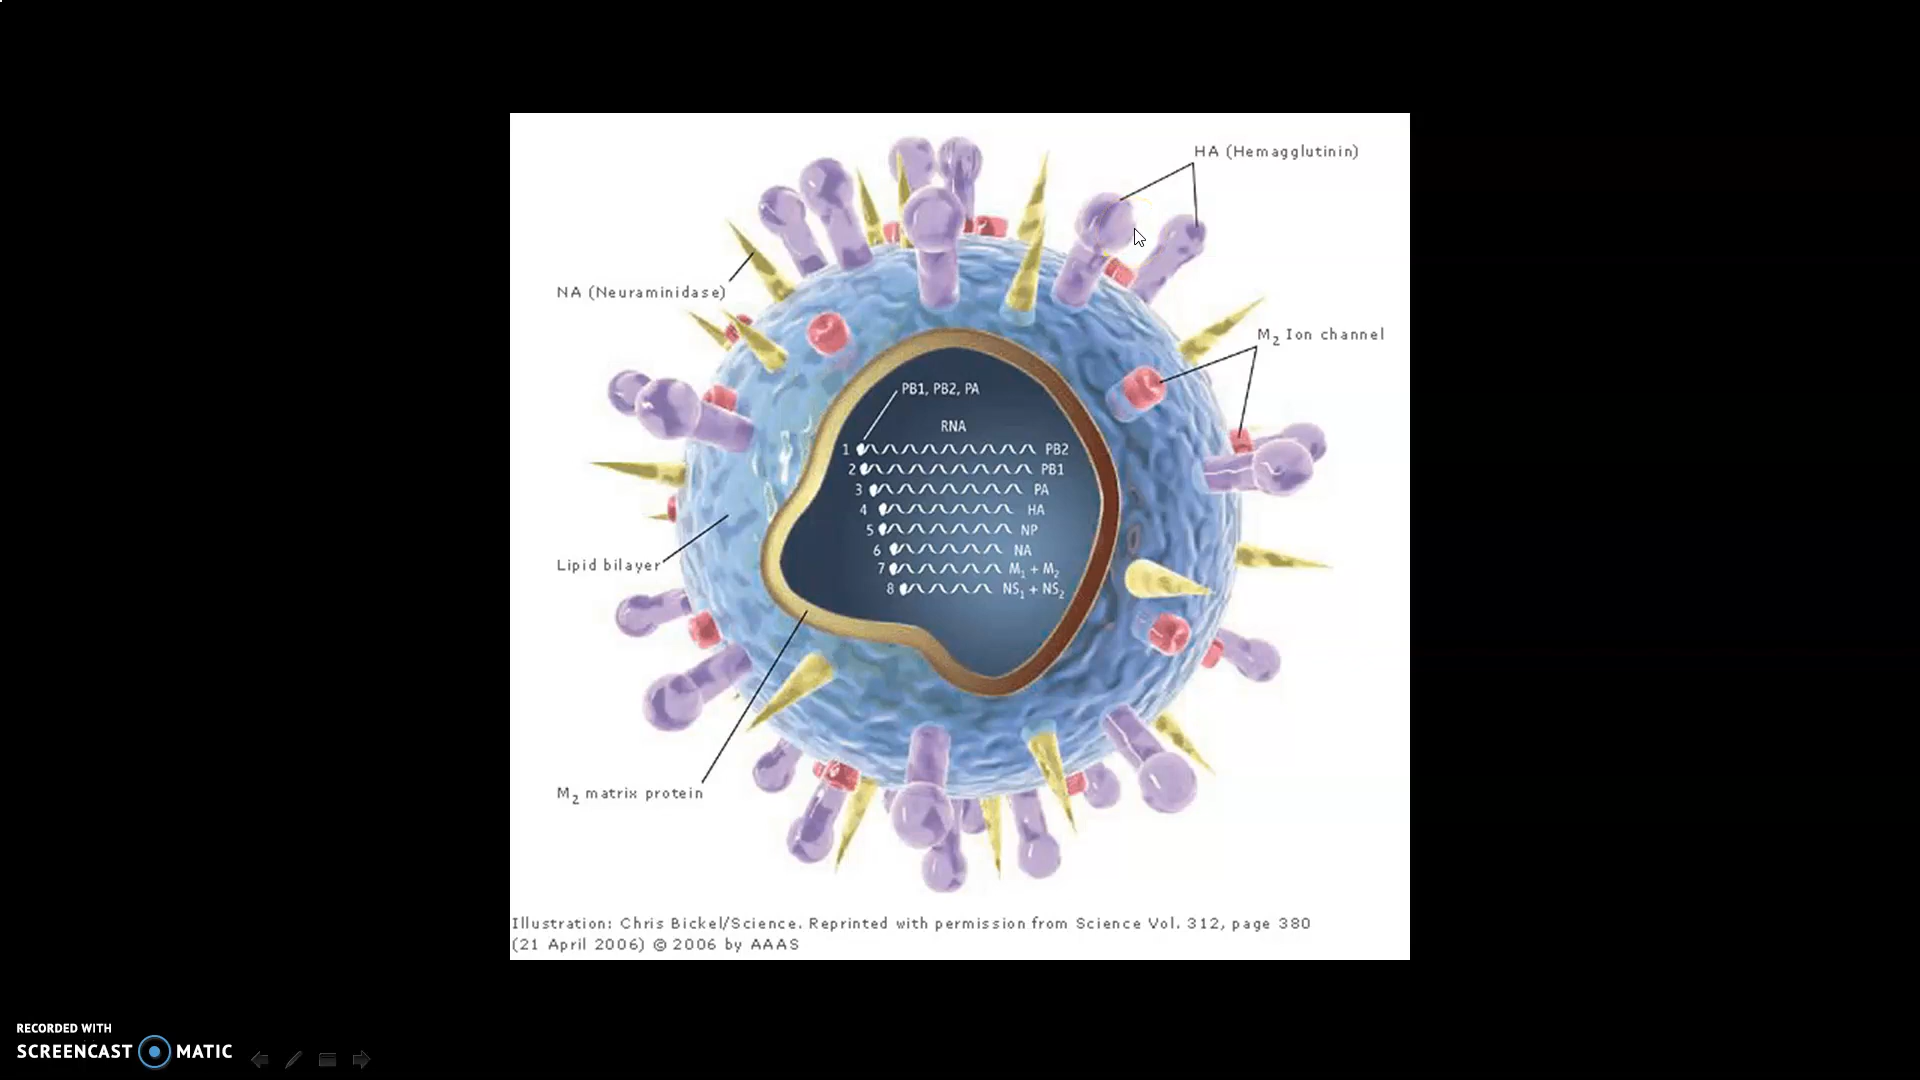 HA (Hemagglutinin)
NA (Neuraminidase)
M2 Ion channel
PB1, PB2, PA
RNA
1 PB2
2 PB1
3 PA
4 HA
5 NP
6 NA
7 M1 + M2
8 NS1 + NS2
Lipid bilayer
M2 matrix protein
Illustration: Chris Bickel/Science. Reprinted with permission from Science Vol. 312, page 380
(21 April 2006) © 2006 by AAAS
RECORDED WITH
SCREENCAST MATIC